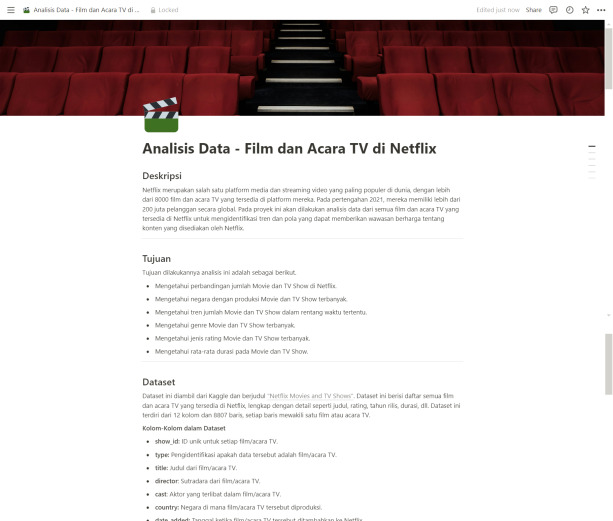 Analisis Data - Film dan Acara TV di ...
Locked
Edited just now
Share
Analisis Data - Film dan Acara TV di Netflix
Deskripsi
Netflix merupakan salah satu platform media dan streaming video yang paling populer di dunia, dengan lebih
dari 8000 film dan acara TV yang tersedia di platform mereka. Pada pertengahan 2021, mereka memiliki lebih dari
200 juta pelanggan secara global. Pada proyek ini akan dilakukan analisis data dari semua film dan acara TV yang
tersedia di Netflix untuk mengidentifikasi tren dan pola yang dapat memberikan wawasan berharga tentang
konten yang disediakan oleh Netflix.
Tujuan
Tujuan dilakukannya analisis ini adalah sebagai berikut.
• Mengetahui perbandingan jumlah Movie dan TV Show di Netflix.
• Mengetahui negara dengan produksi Movie dan TV Show terbanyak.
• Mengetahui tren jumlah Movie dan TV Show dalam rentang waktu tertentu.
• Mengetahui genre Movie dan TV Show terbanyak.
• Mengetahui jenis rating Movie dan TV Show terbanyak.
• Mengetahui rata-rata durasi pada Movie dan TV Show.
Dataset
Dataset ini diambil dari Kaggle dan berjudul "Netflix Movies and TV Shows". Dataset ini berisi daftar semua film
dan acara TV yang tersedia di Netflix, lengkap dengan detail seperti judul, rating, tahun rilis, durasi, dll. Dataset ini
terdiri dari 12 kolom dan 8807 baris, setiap baris mewakili satu film atau acara TV.
Kolom-Kolom dalam Dataset
• show_id: ID unik untuk setiap film/acara TV.
• type: Pengidentifikasi apakah data tersebut adalah film/acara TV.
• title: Judul dari film/acara TV.
• director: Sutradara dari film/acara TV.
• cast: Aktor yang terlibat dalam film/acara TV.
• country: Negara di mana film/acara TV tersebut diproduksi.
• date_added: Tanggal ketika film/acara TV tersebut ditambahkan ke Netflix.